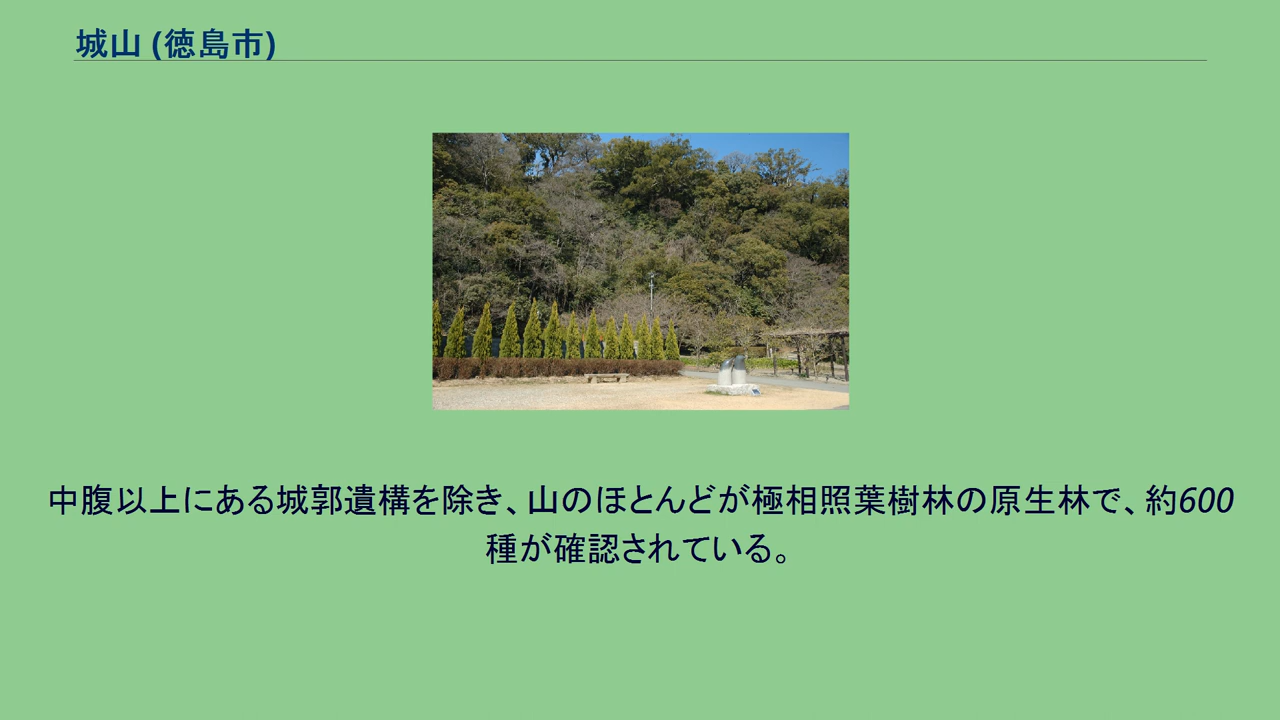 城山 (徳島市)
中腹以上にある城郭遺構を除き、山のほとんどが極相照葉樹林の原生林で、約600
種が確認されている。